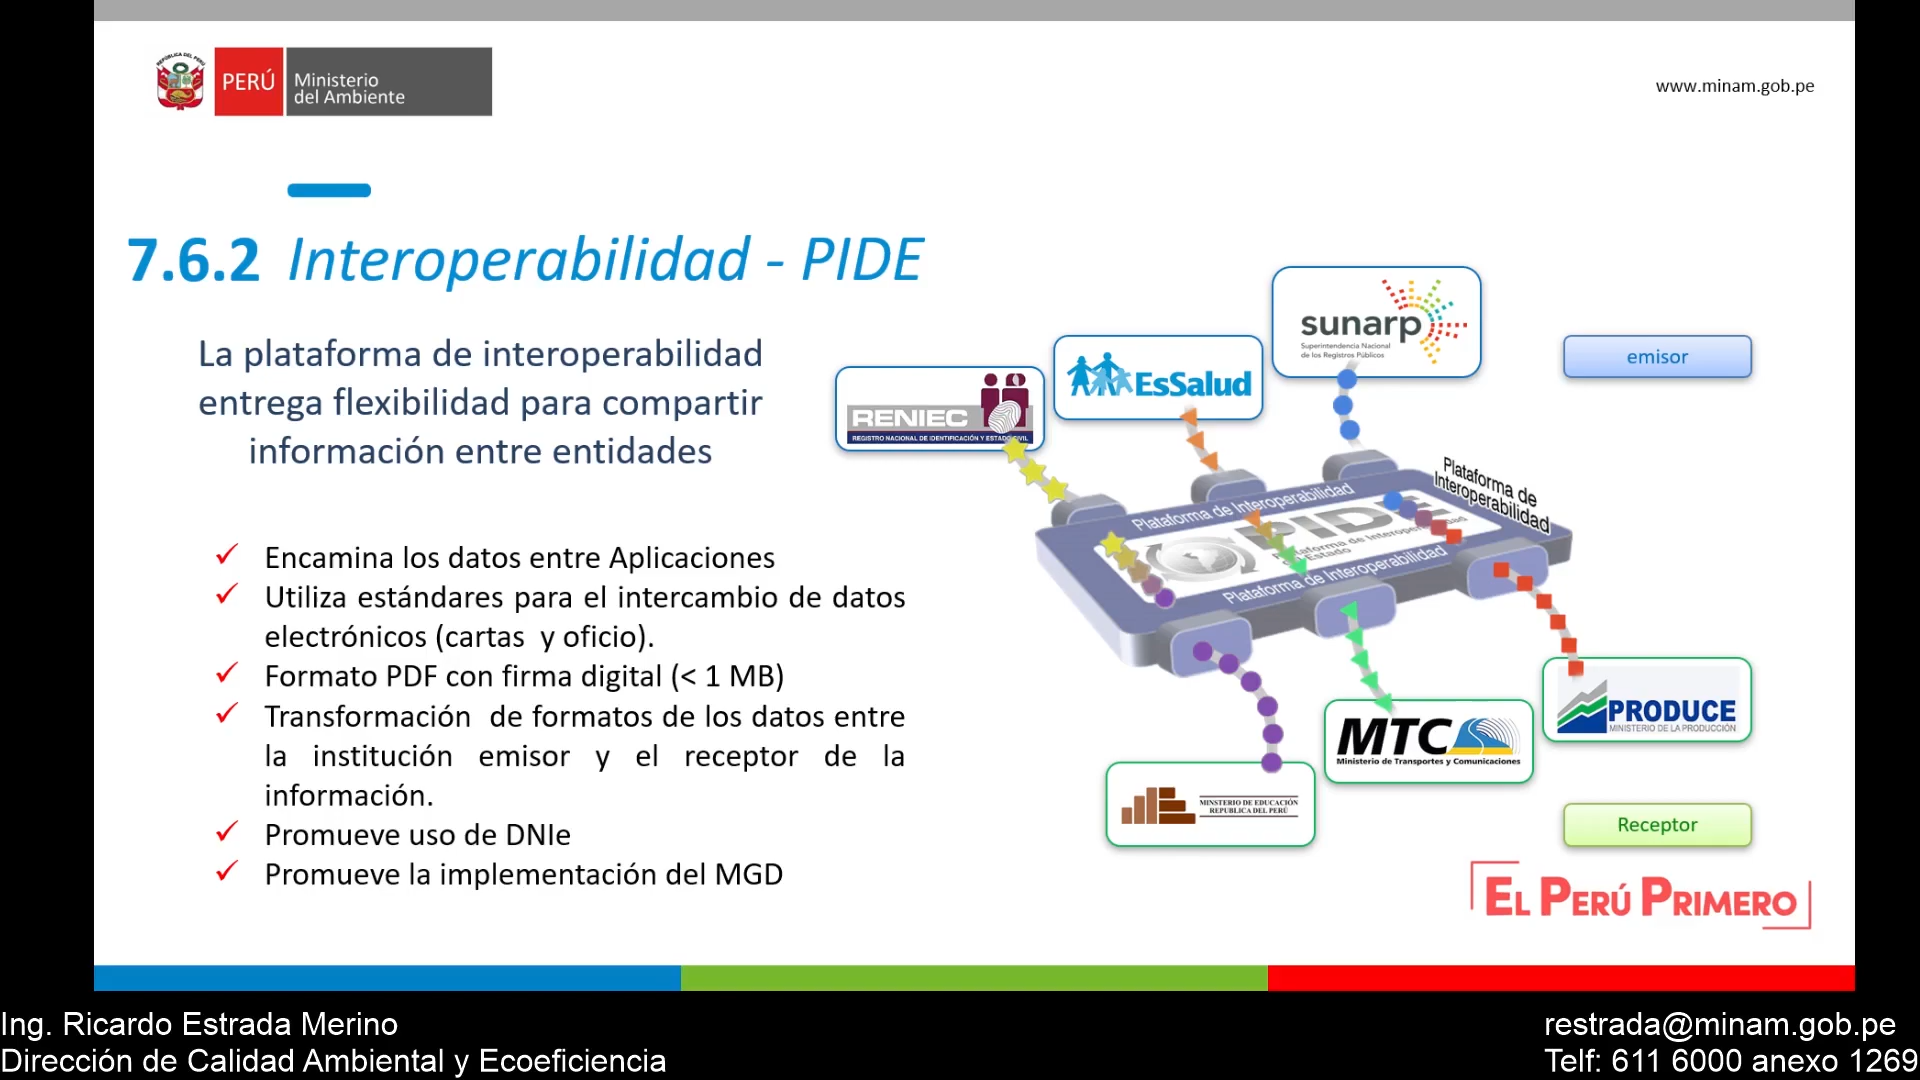 REPÚBLICA DEL PERÚ
PERÚ
Ministerio
del Ambiente
www.minam.gob.pe
7.6.2 Interoperabilidad - PIDE
La plataforma de interoperabilidad
entrega flexibilidad para compartir
información entre entidades
✓ Encamina los datos entre Aplicaciones
✓ Utiliza estándares para el intercambio de datos
electrónicos (cartas y oficio).
✓ Formato PDF con firma digital (< 1 MB)
✓ Transformación de formatos de los datos entre
la institución emisor y el receptor de la
información.
✓ Promueve uso de DNIe
✓ Promueve la implementación del MGD
RENIEC
REGISTRO NACIONAL DE IDENTIFICACIÓN Y ESTADO CIVIL
EsSalud
sunarp
Superintendencia Nacional
de los Registros Públicos
emisor
Plataforma de
Interoperabilidad
Plataforma de Interoperabilidad
PIDE
Plataforma de Interoperabilidad
Plataforma de Interoperabilidad
MINSTERIO DE EDUCACIÓN
REPUBLICA DEL PERÚ
MTC
Ministerio de Transportes y Comunicaciones
PRODUCE
MINISTERIO DE LA PRODUCCIÓN
Receptor
EL PERÚ PRIMERO
Ing. Ricardo Estrada Merino
Dirección de Calidad Ambiental y Ecoeficiencia
restrada@minam.gob.pe
Telf: 611 6000 anexo 1269